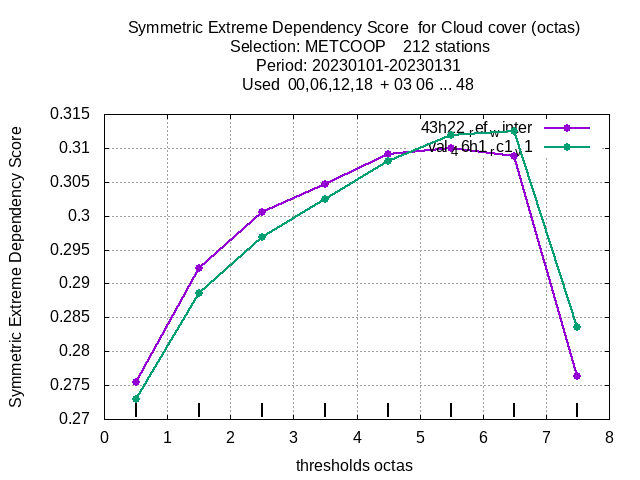 Symmetric Extreme Dependency Score  for Cloud cover (octas)
Selection: METCOOP    212 stations
Period: 20230101-20230131
Used  00,06,12,18  + 03 06 ... 48
Symmetric Extreme Dependency Score
0.315
0.31
0.305
0.3
0.295
0.29
0.285
0.28
0.275
0.27
43h22_ref_winter
val_46h1_rc1_1
0 1 2 3 4 5 6 7 8
thresholds octas